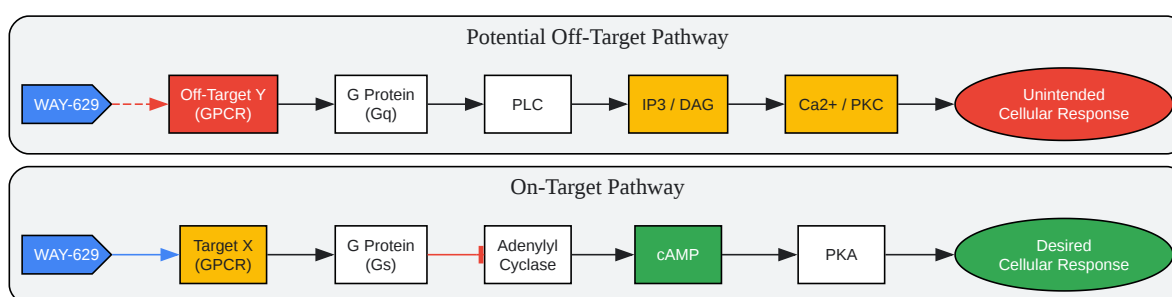 Potential Off-Target Pathway
WAY-629
Off-Target Y
(GPCR)
G Protein
(Gq)
PLC
IP3 / DAG
Ca2+ / PKC
Unintended
Cellular Response
On-Target Pathway
WAY-629
Target X
(GPCR)
G Protein
(Gs)
Adenylyl
Cyclase
cAMP
PKA
Desired
Cellular Response